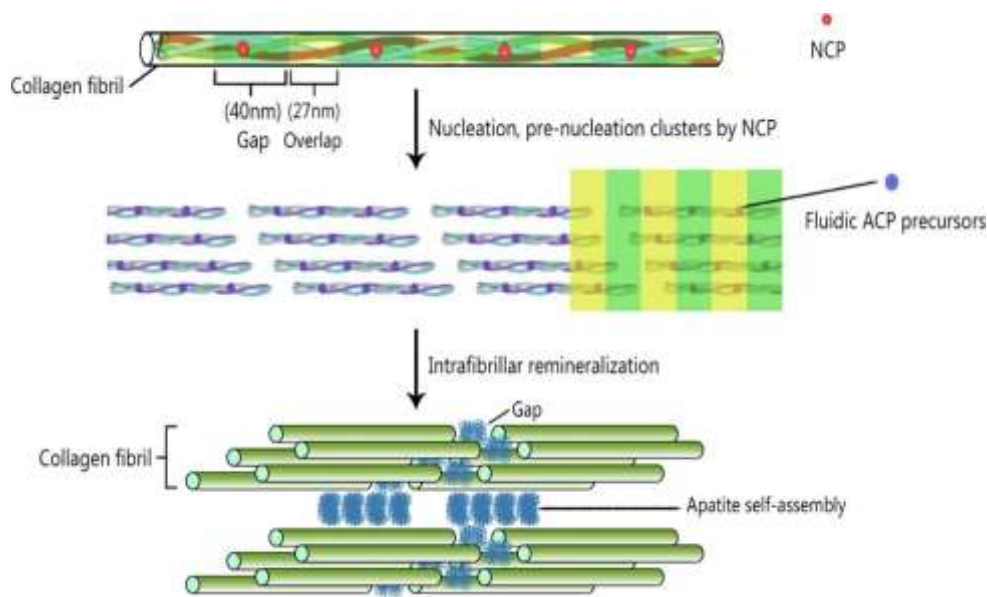 NCP
Collagen fibril
(40nm) (27nm)
Gap Overlap
Nucleation, pre-nucleation clusters by NCP
Fluidic ACP precursors
Intrafibrillar remineralization
Gap
Collagen fibril
Apatite self-assembly